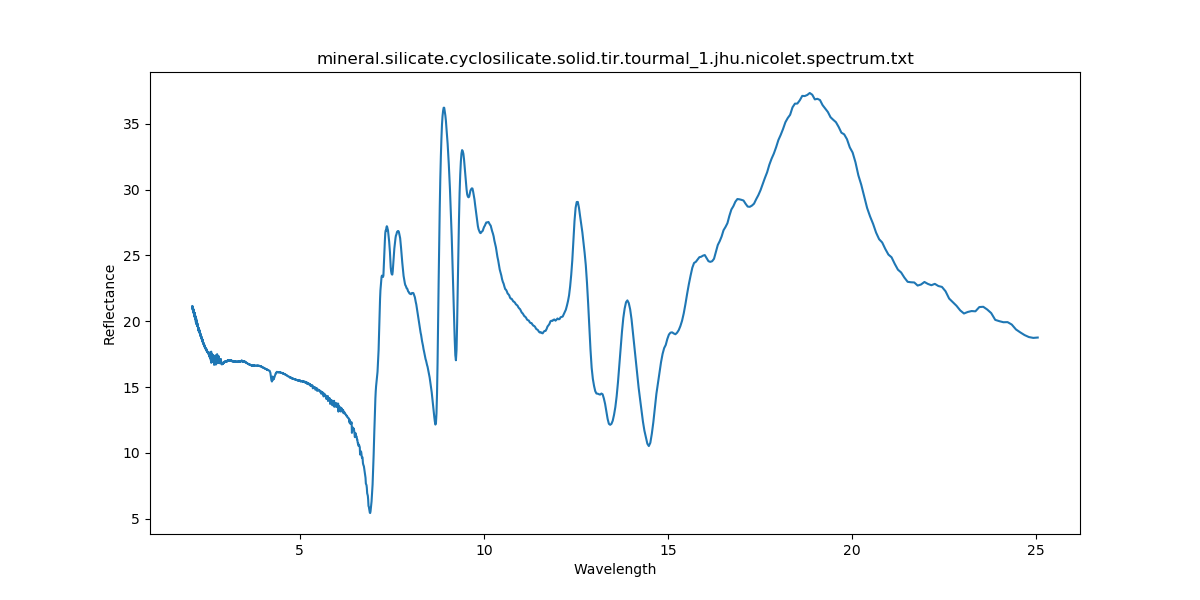 mineral.silicate.cyclosilicate.solid.tir.tourmal_1.jhu.nicolet.spectrum.txt
35
30
25
20
15
10
5
Reflectance
5 10 15 20 25
Wavelength